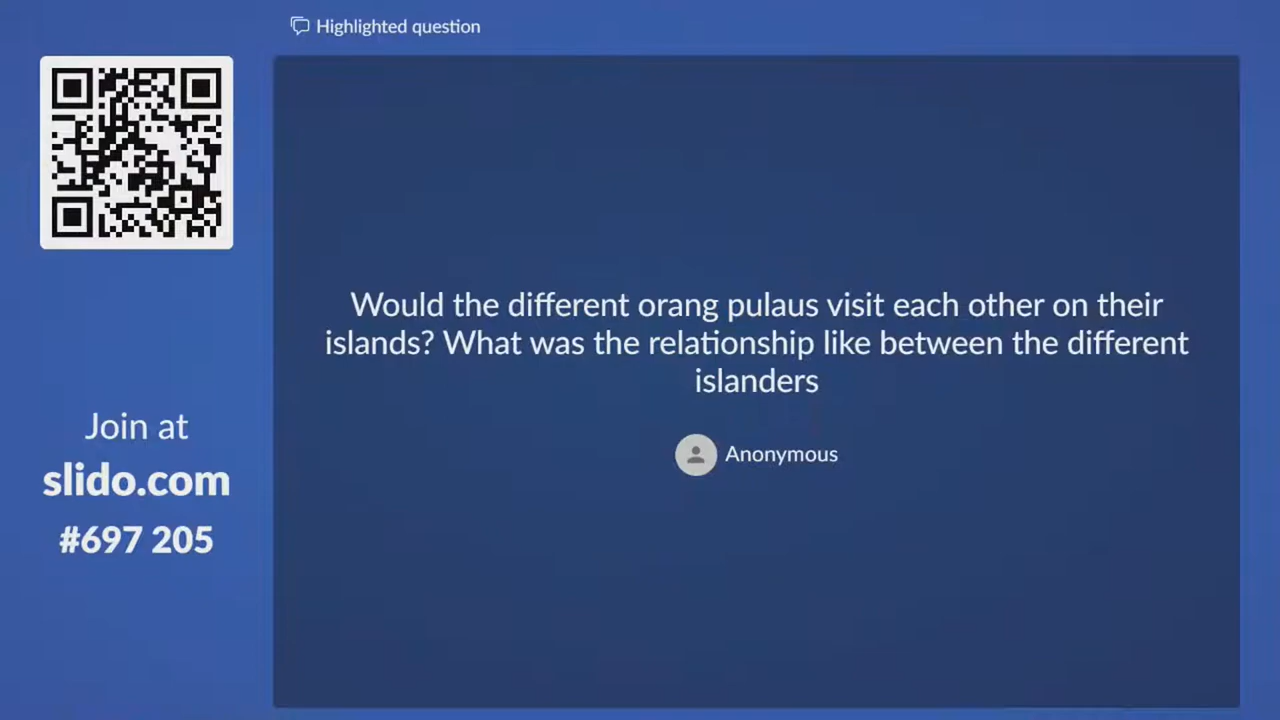 Highlighted question
Would the different orang pulaus visit each other on their
islands? What was the relationship like between the different
islanders
Anonymous
Join at
slido.com
#697 205